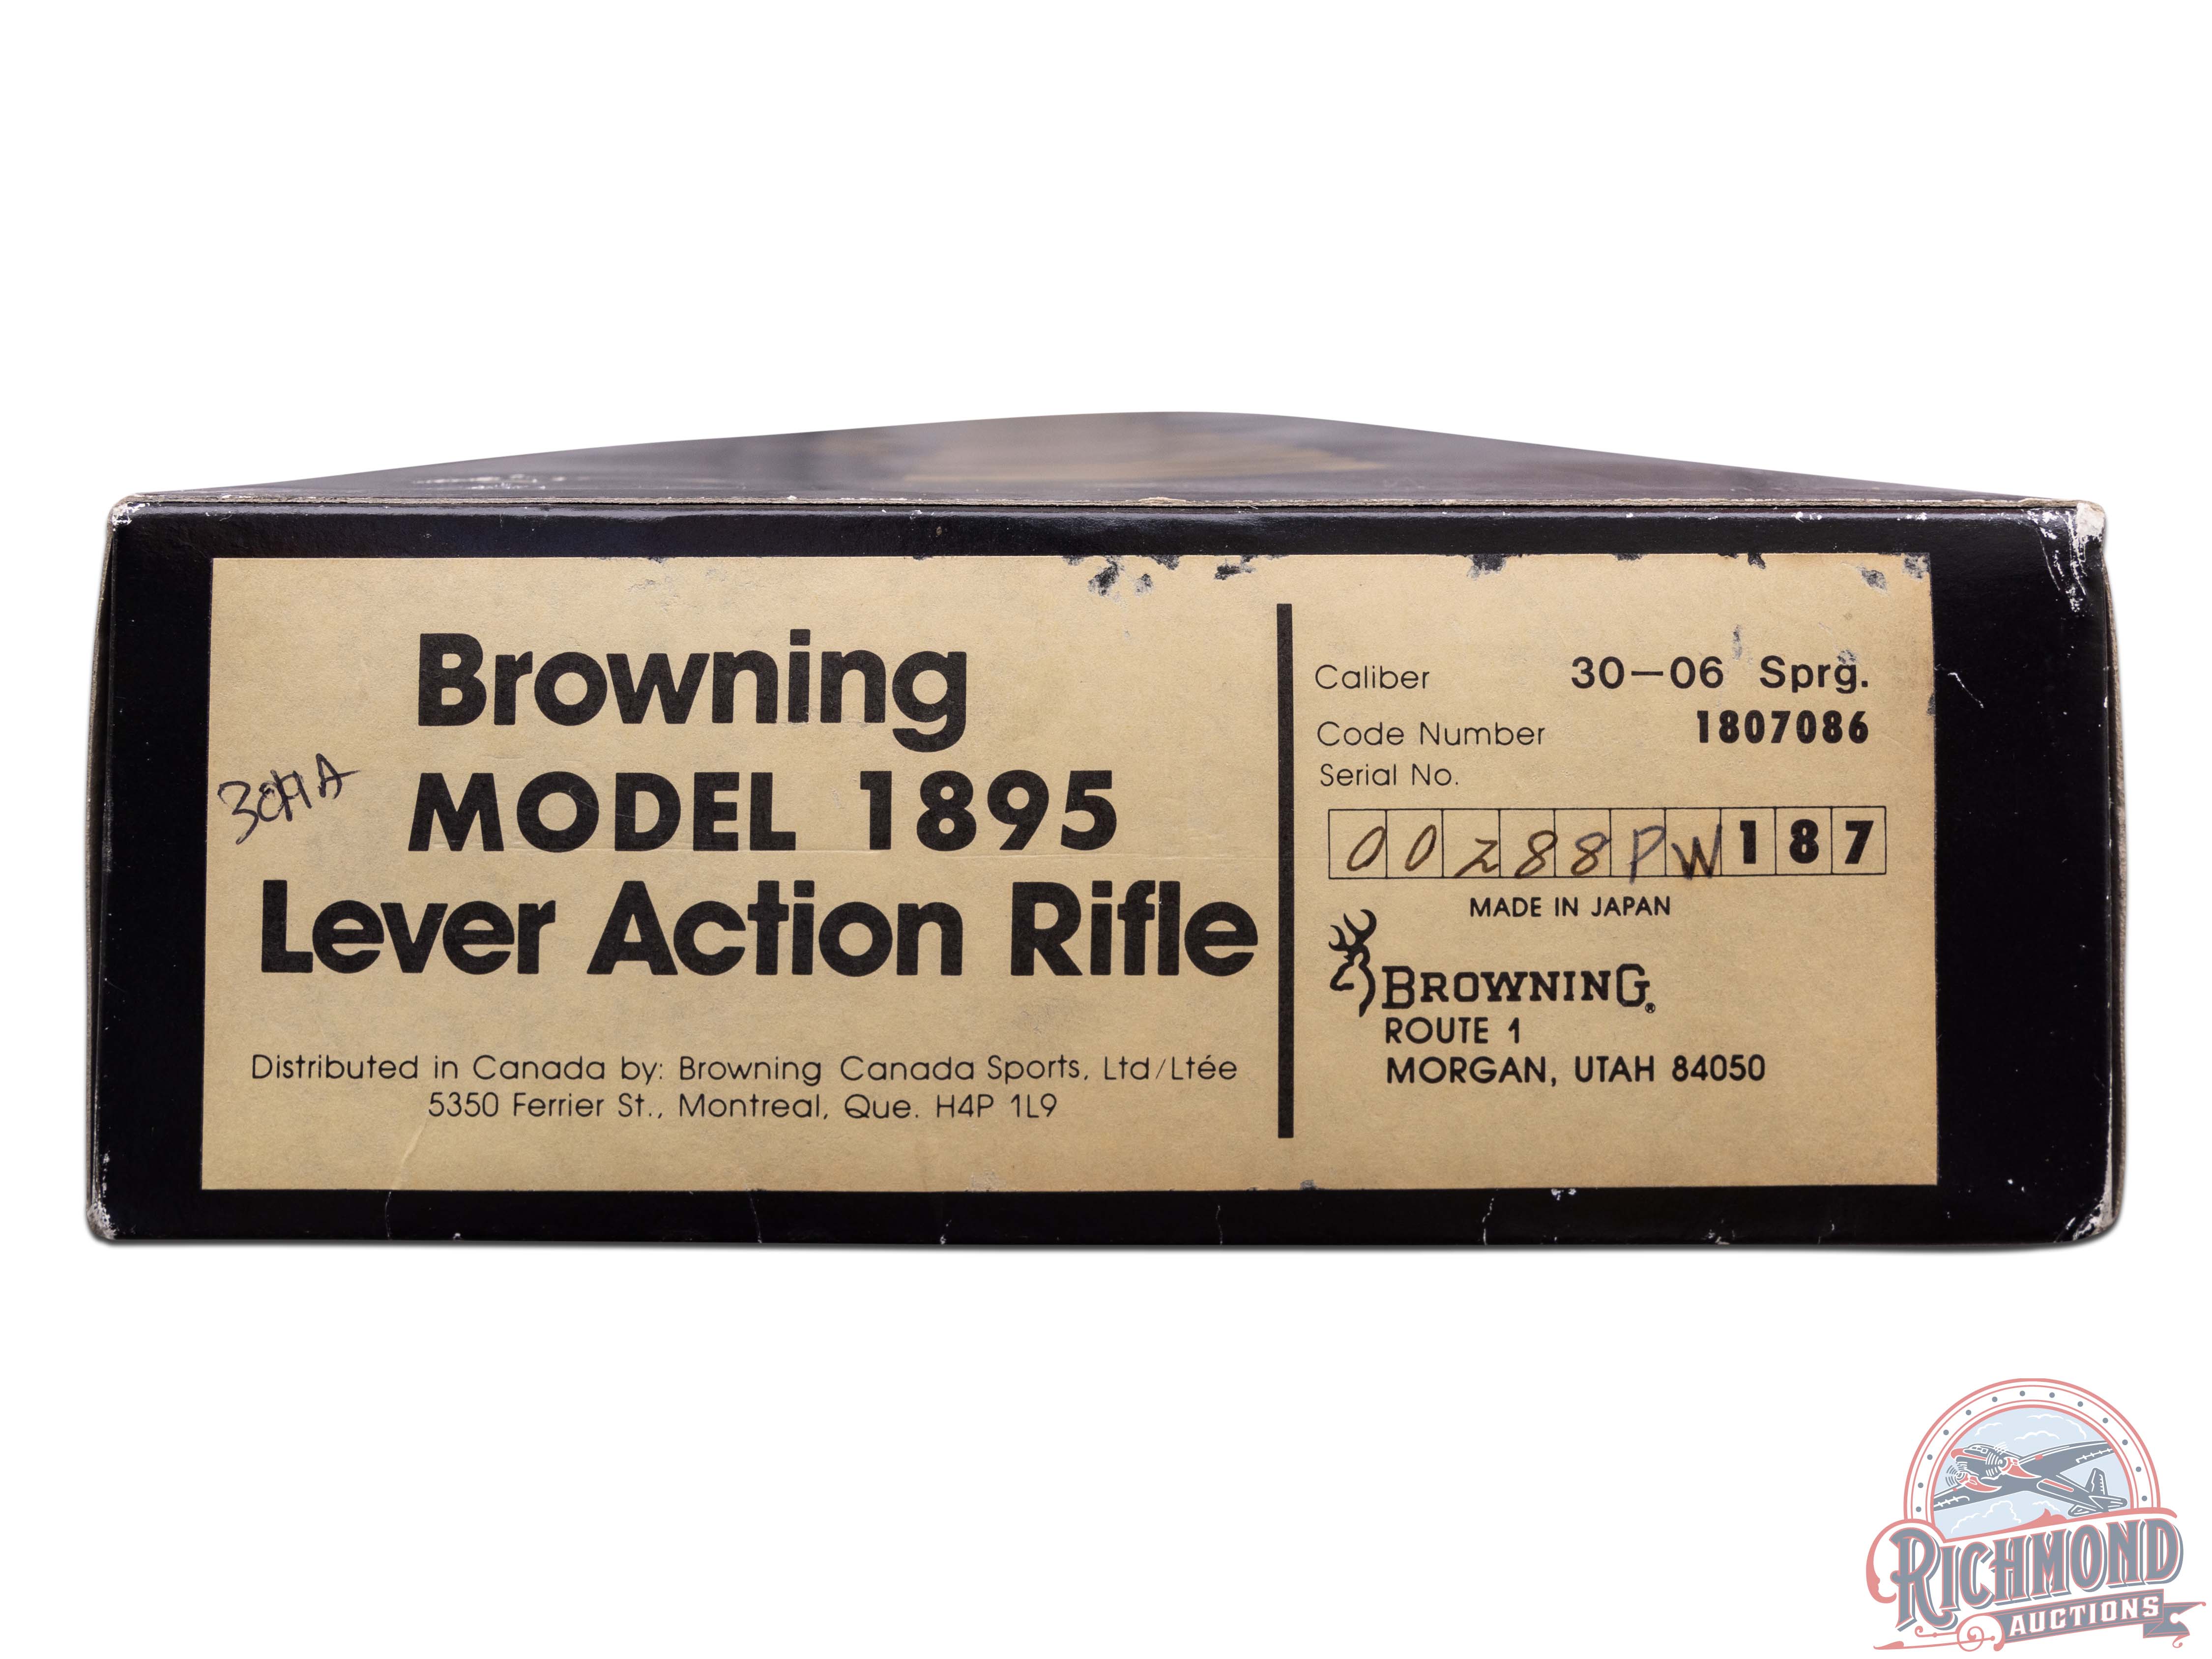 Browning
MODEL 1895
Lever Action Rifle
Distributed in Canada by: Browning Canada Sports, Ltd/Ltée
5350 Ferrier St., Montreal, Que. H4P 1L9
Caliber 30-06 Sprg.
Code Number 1807086
Serial No.
00288PW187
MADE IN JAPAN
BROWNING®
ROUTE 1
MORGAN, UTAH 84050
RICHMOND
AUCTIONS